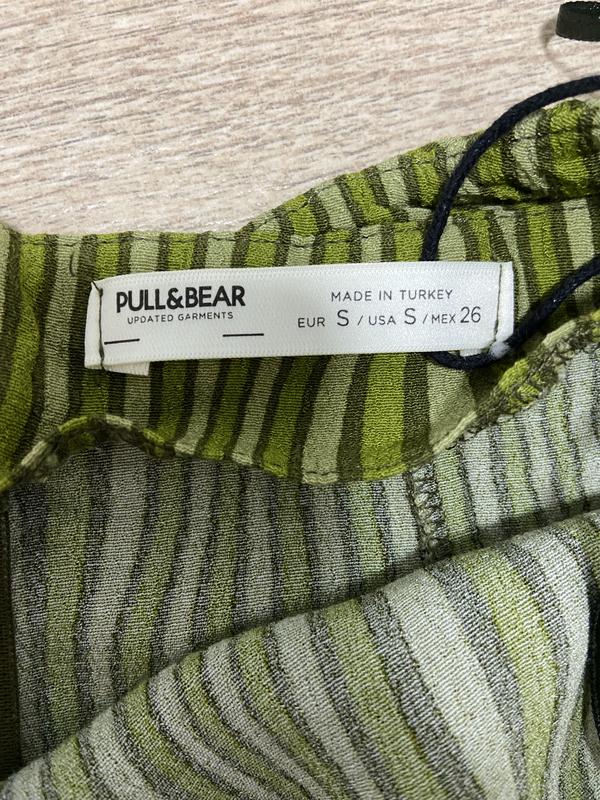 PULL&BEAR
UPDATED GARMENTS
MADE IN TURKEY
EUR S / USA S / MEX 26